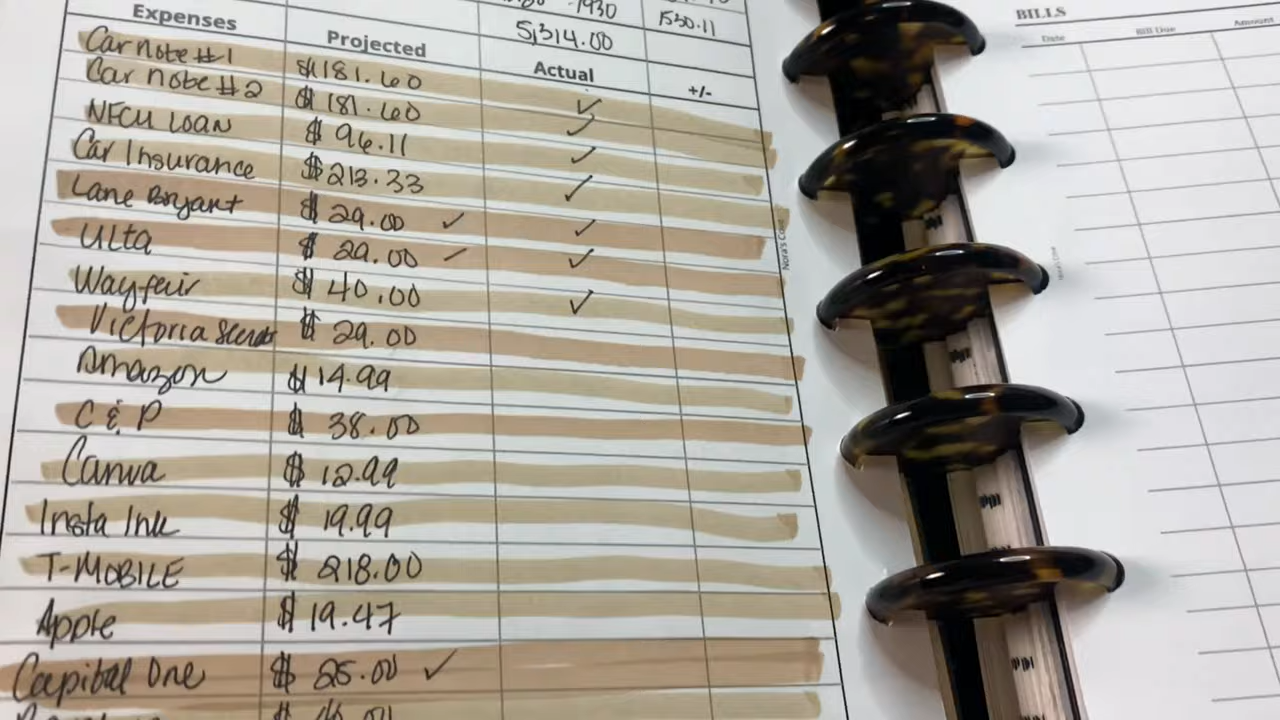 -1930
5,314.00
1530.11
Expenses Projected Actual +/-
Car note #1 $181.60 ✓
Car note #2 $181.60 ✓
NFCU LOAN $96.11 ✓
Car Insurance $213.33 ✓
Lane Bryant $29.00 ✓ ✓
Ulta $29.00 ✓ ✓
Wayfair $40.00 ✓
Victoria Secret $29.00
Amazon $14.99
C & P $38.00
Canva $12.99
Insta Ink $19.99
T-MOBILE $218.00
Apple $19.47
Capital One $25.00 ✓
BILLS
Date Bill Due Amount